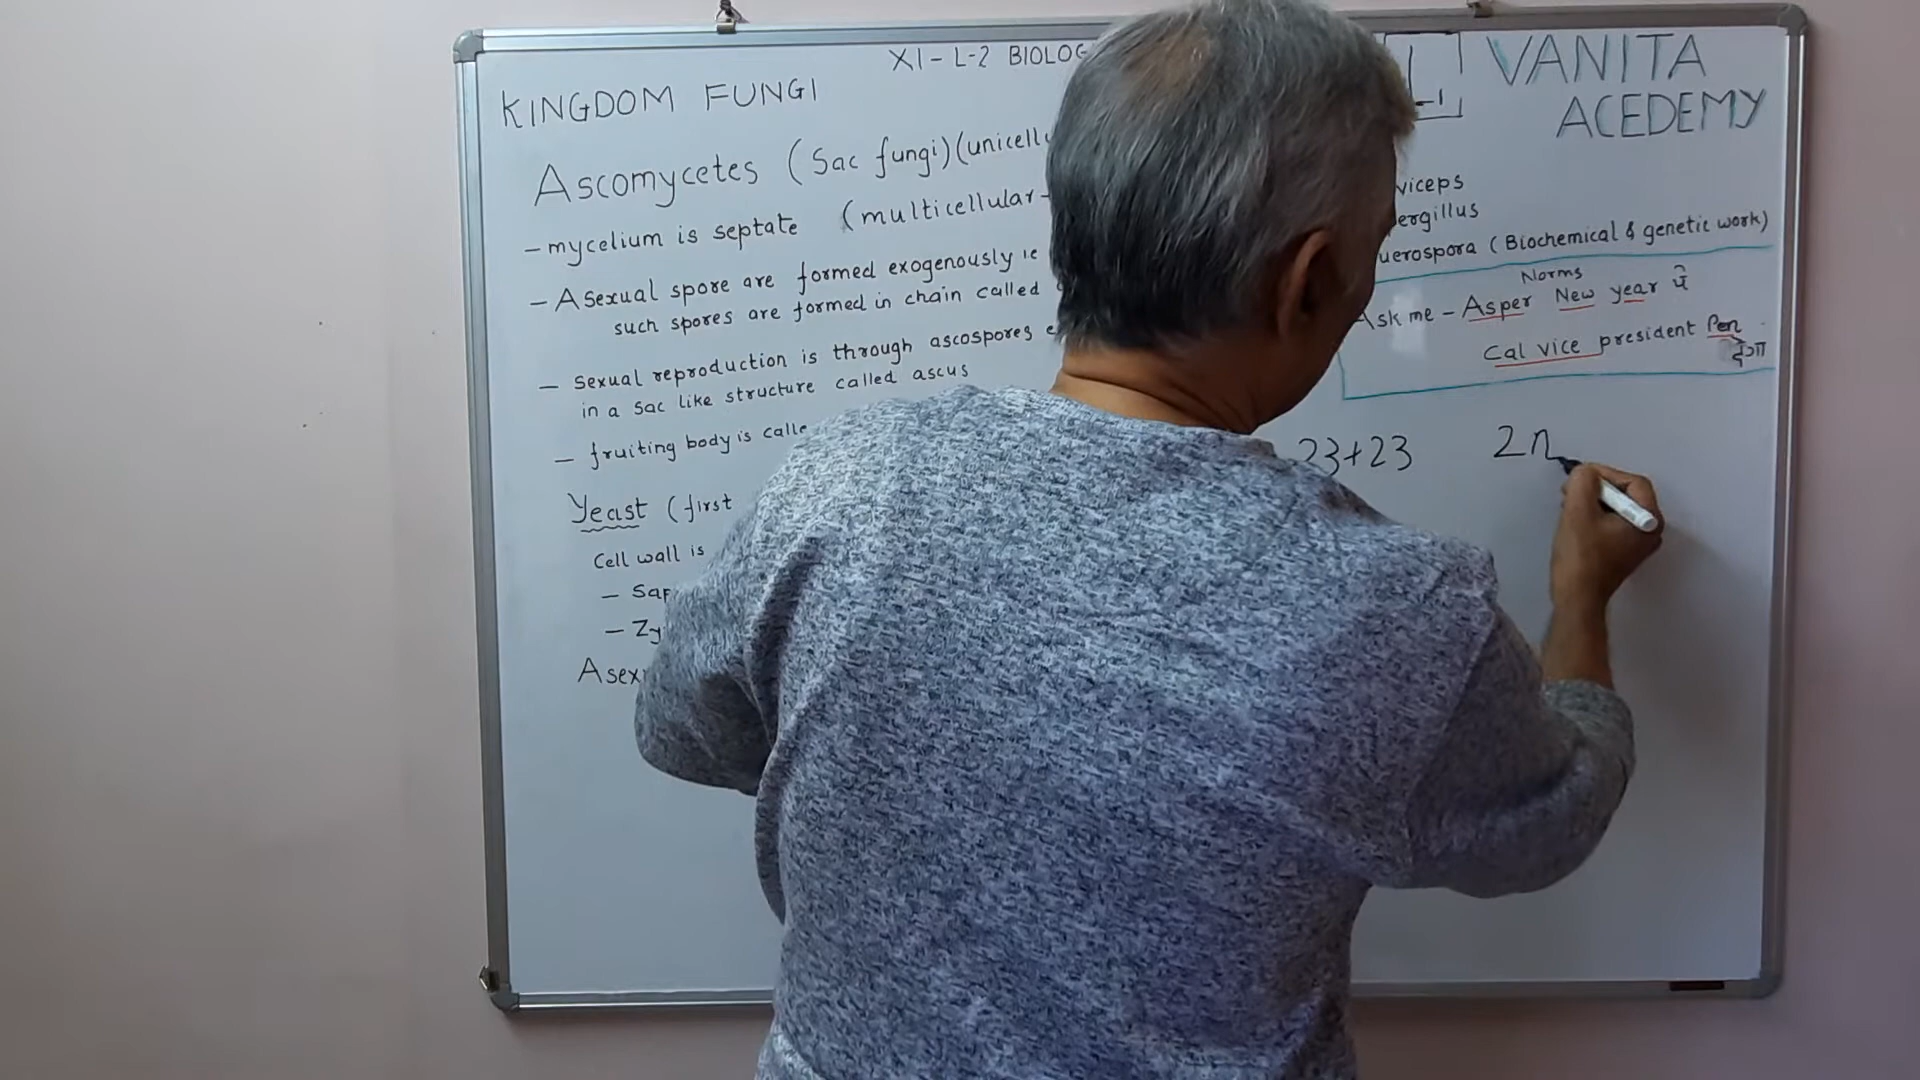 XI - L-2 BIOLOG
VANITA
ACEDEMY
KINGDOM FUNGI
Ascomycetes (Sac fungi)(unicellu
- mycelium is septate (multicellular-
- Asexual spore are formed exogenously ie
such spores are formed in chain called
- sexual reproduction is through ascospores e
in a sac like structure called ascus
- fruiting body is calle
Yeast (first
Cell wall is
- Sap
- Zy
Asex
viceps
ergillus
uerospora (Biochemical & genetic work)
Norms
Ask me - Asper New year में
Cal vice president Pen
दूंगा
23+23 2n